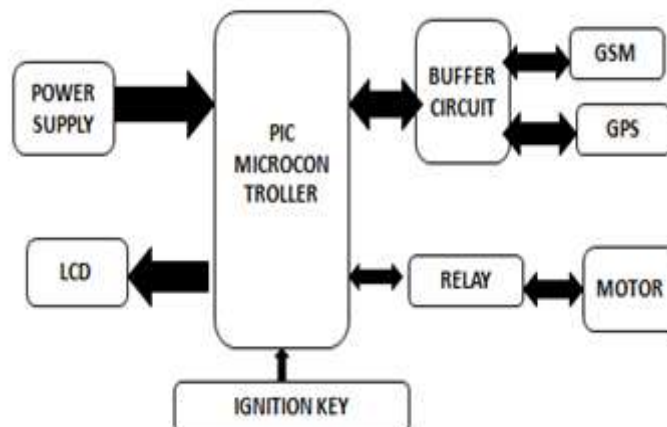 POWER
SUPPLY
PIC
MICROCON
TROLLER
BUFFER
CIRCUIT
GSM
GPS
LCD
RELAY
MOTOR
IGNITION KEY